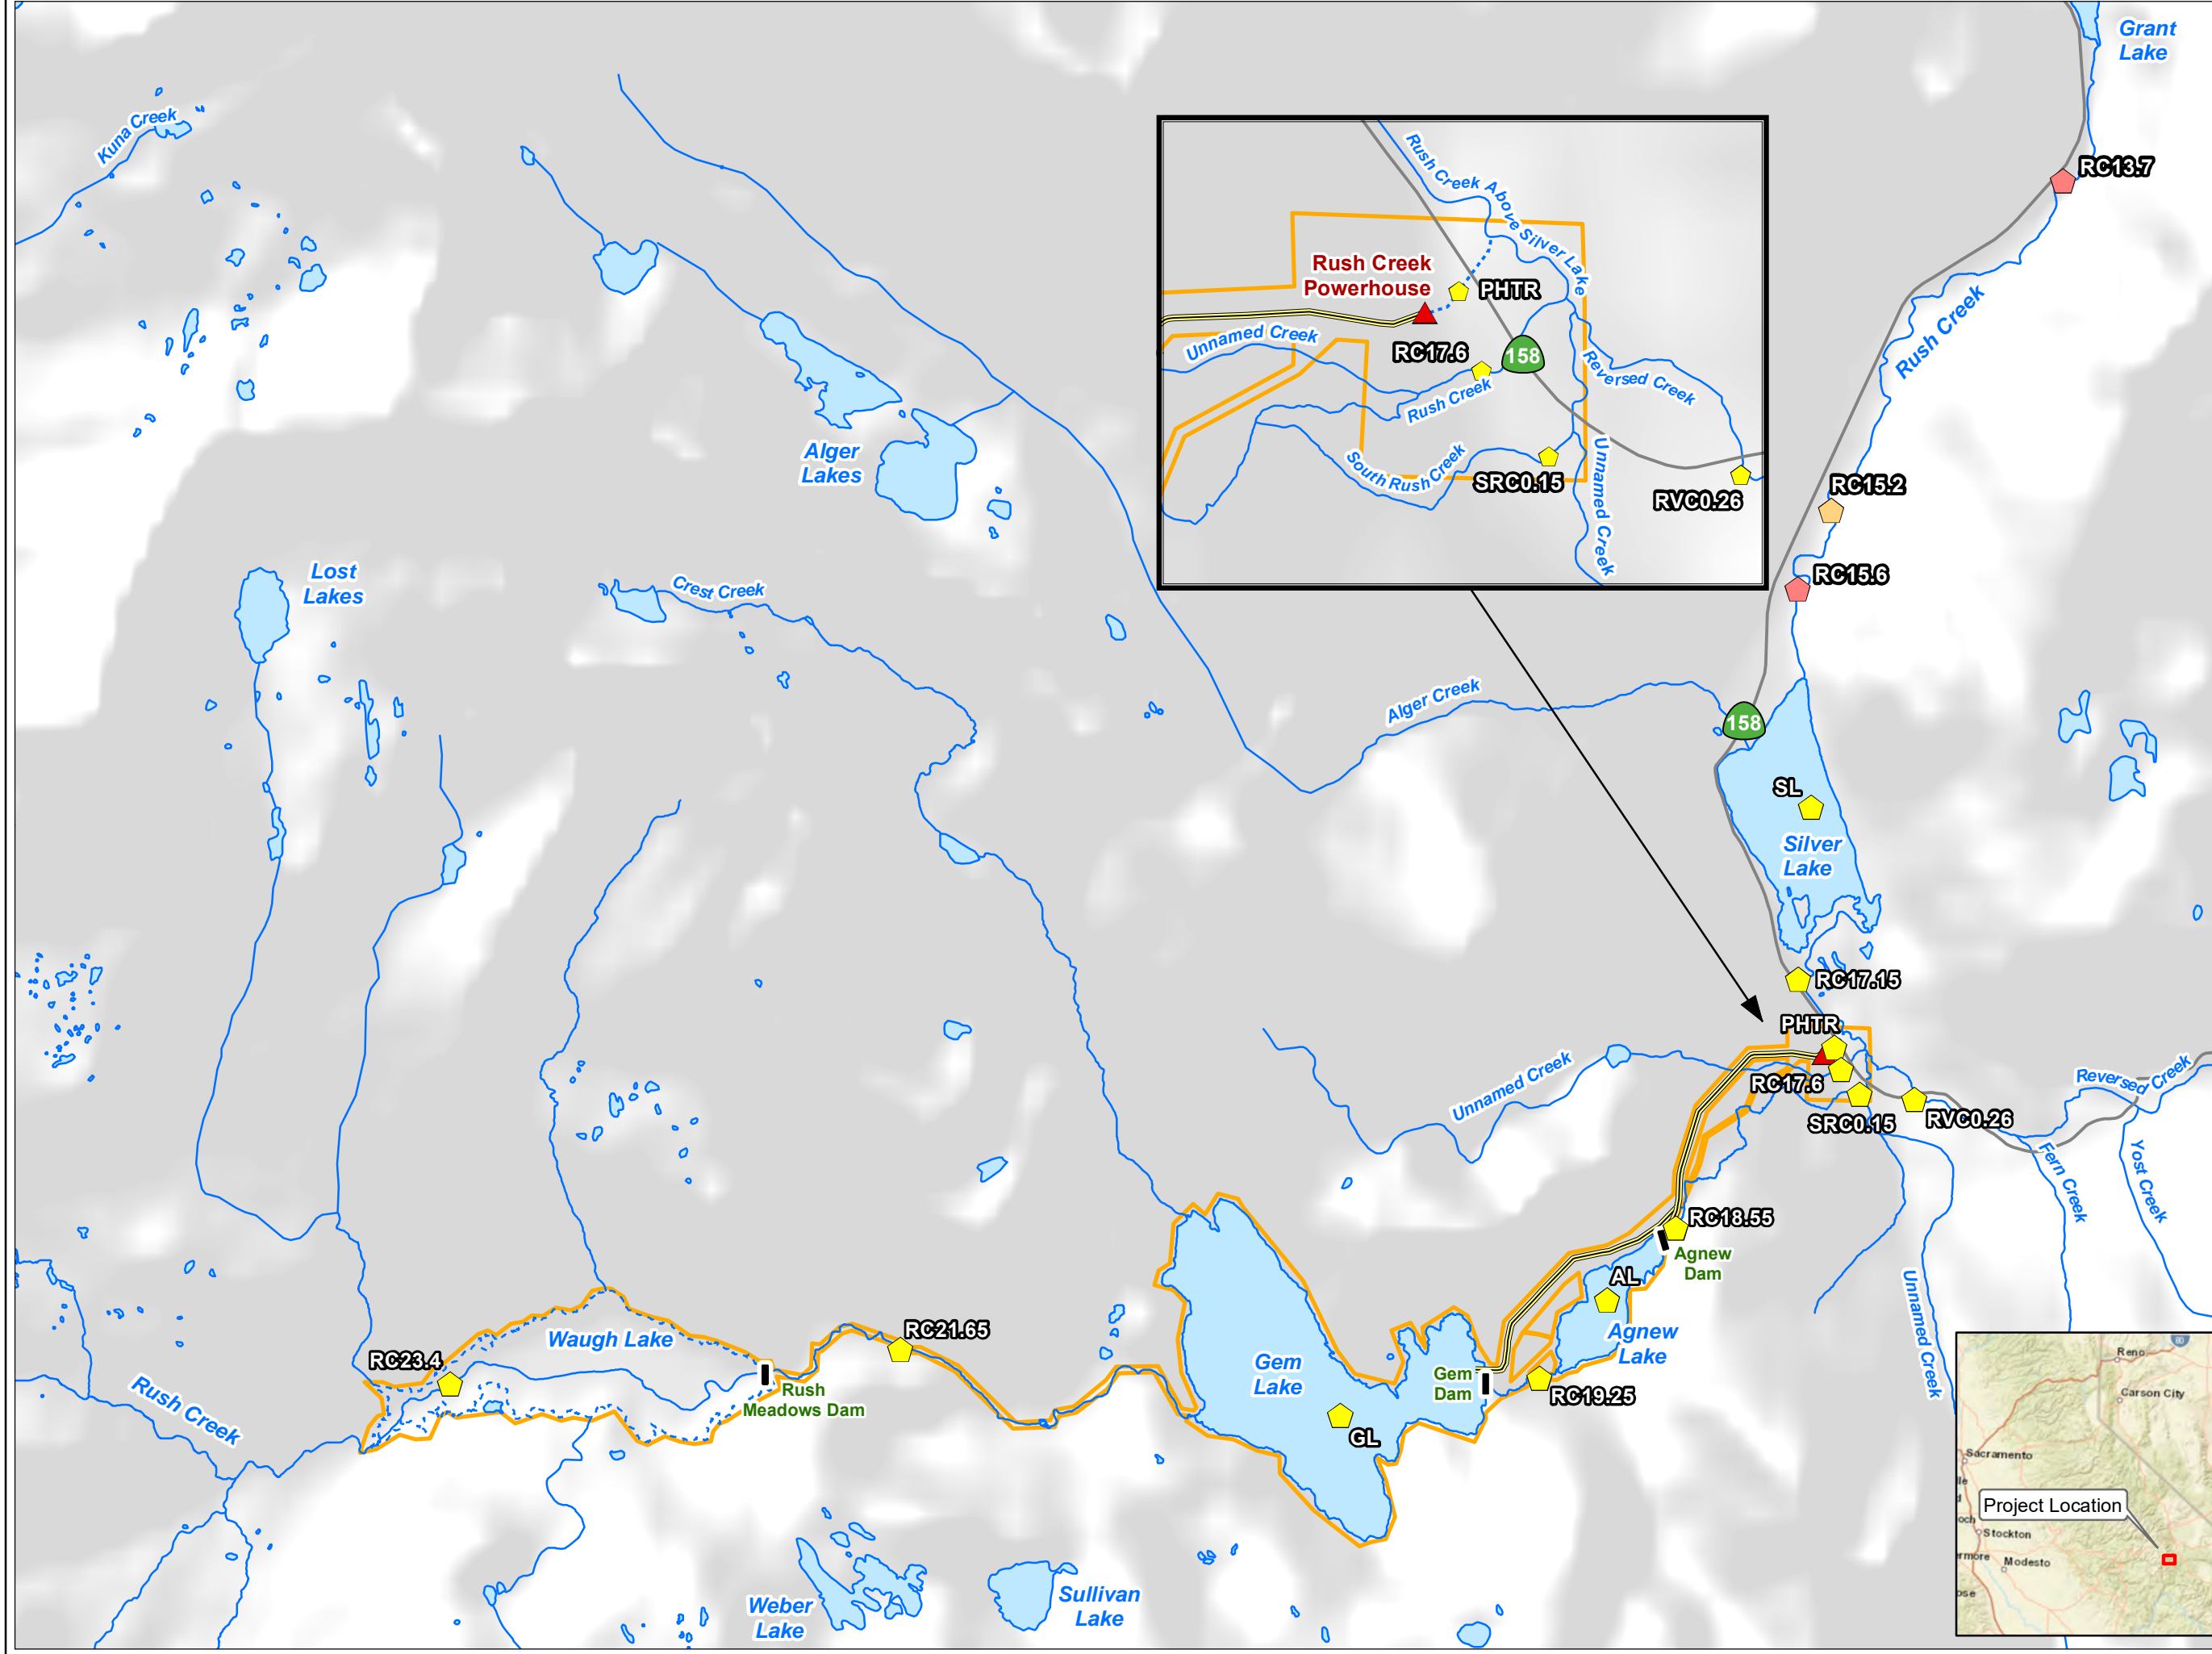 Grant
Lake
Kuna Creek
RC13.7
Rush Creek Above Silver Lake
Rush Creek
Powerhouse
PHTR
Unnamed Creek
RC17.6
158
Reversed Creek
Rush Creek
South Rush Creek
SRC0.15
Unnamed Creek
RVC0.26
Rush Creek
Alger
Lakes
RC15.2
RC15.6
Lost
Lakes
Crest Creek
Alger Creek
158
SL
Silver
Lake
RC17.15
PHTR
Unnamed Creek
RC17.6
Reversed Creek
SRC0.15
RVC0.26
Fern Creek
Yost Creek
RC18.55
Agnew
Dam
AL
Agnew
Lake
Unnamed Creek
Waugh Lake
RC21.65
RC23.4
Rush
Meadows Dam
Rush Creek
Gem
Lake
Gem
Dam
RC19.25
GL
Weber
Lake
Sullivan
Lake
80
Reno
Carson City
Sacramento
Project Location
Stockton
Modesto